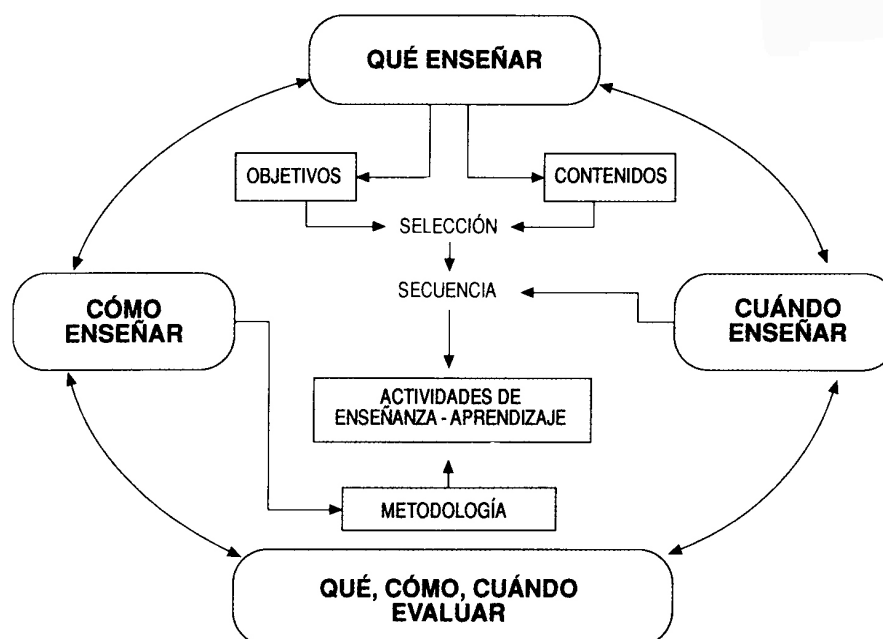 QUÉ ENSEÑAR
OBJETIVOS
CONTENIDOS
SELECCIÓN
SECUENCIA
CÓMO
ENSEÑAR
CUÁNDO
ENSEÑAR
ACTIVIDADES DE
ENSEÑANZA - APRENDIZAJE
METODOLOGÍA
QUÉ, CÓMO, CUÁNDO
EVALUAR